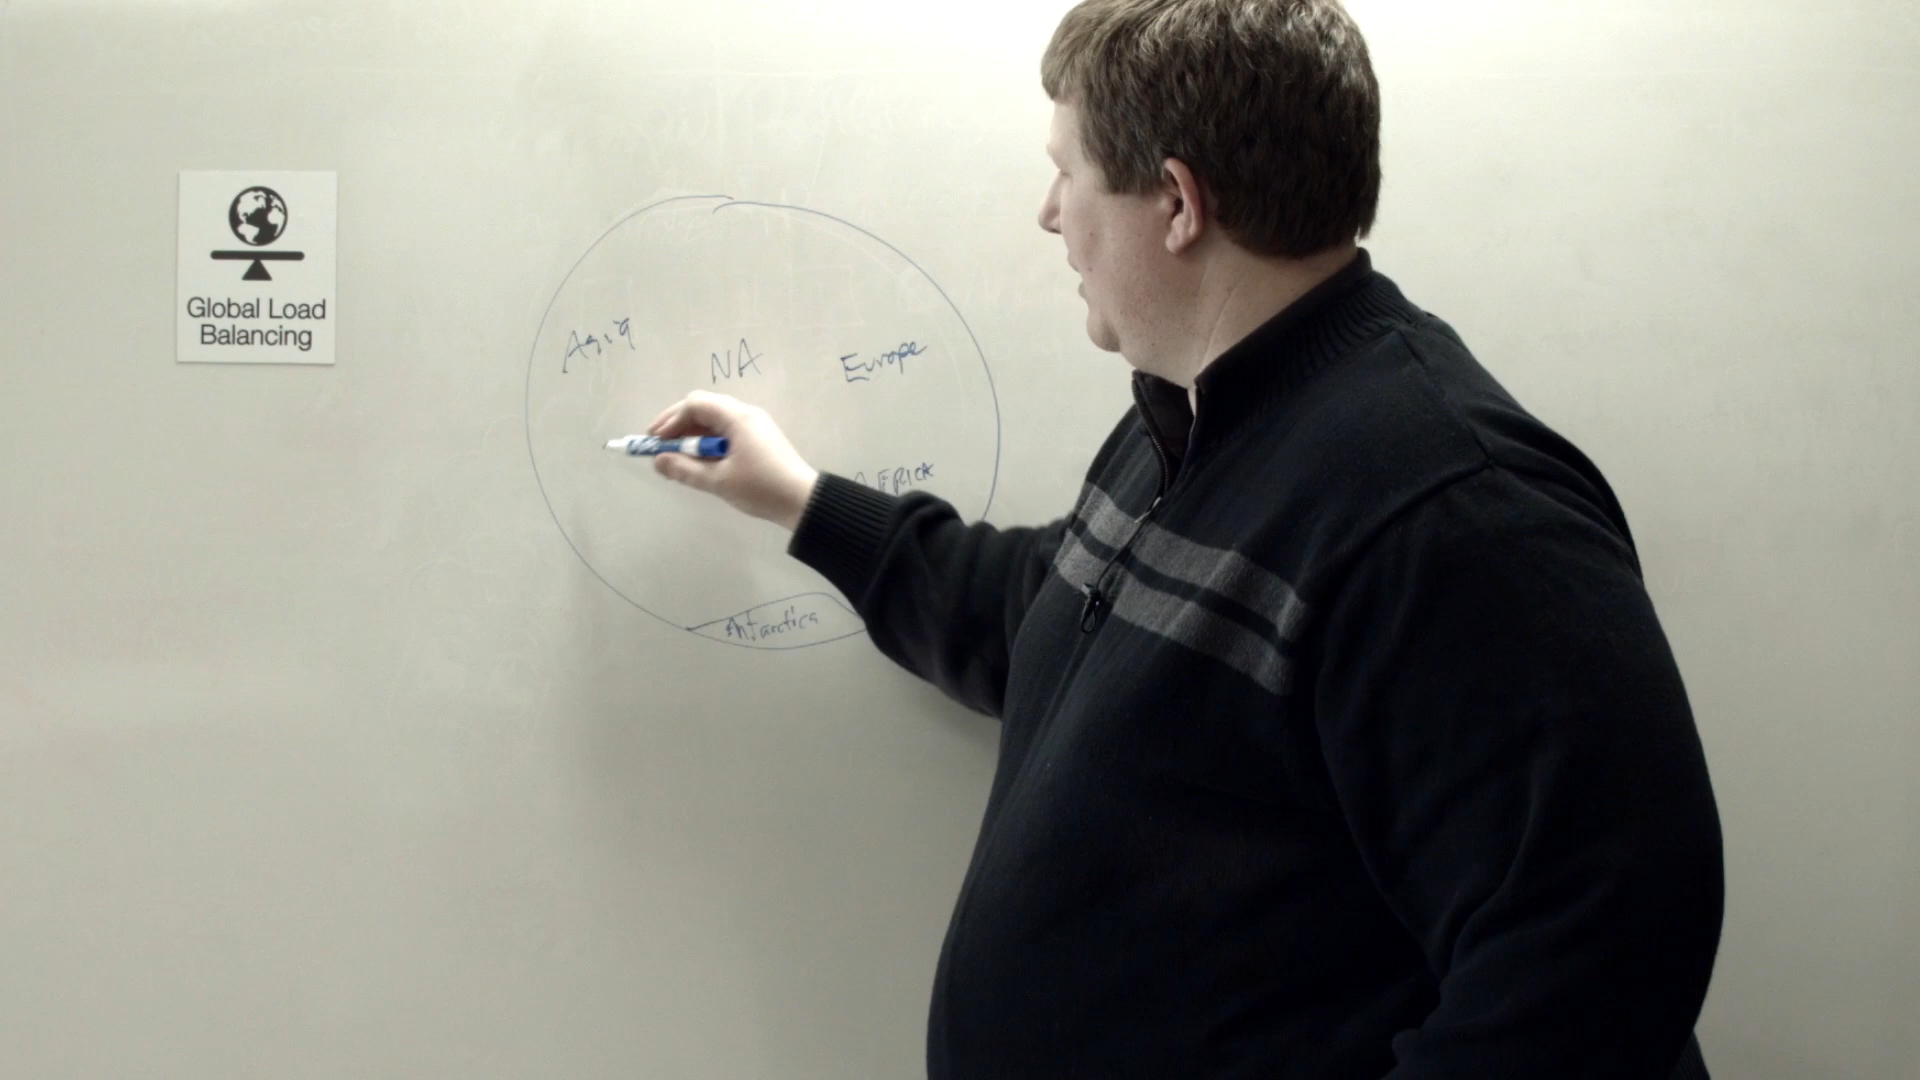 Global Load
Balancing
Asia
NA
Europe
AFRICA
Antarctica